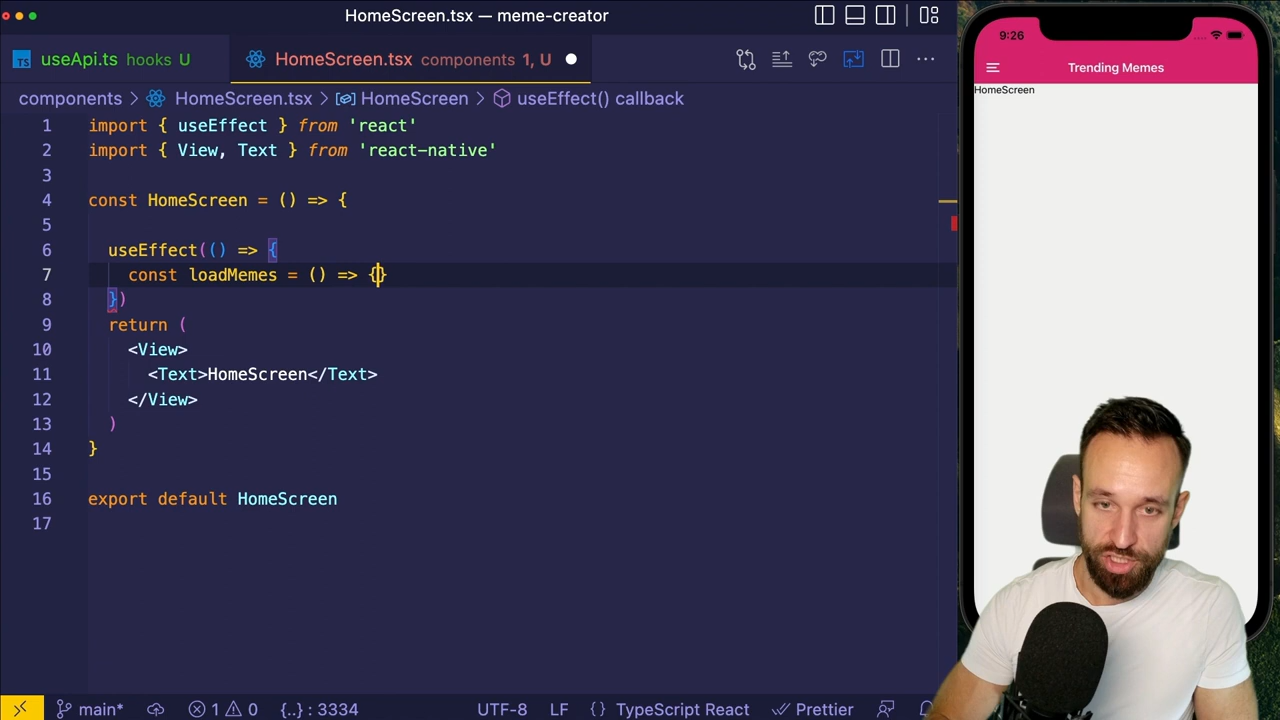 HomeScreen.tsx — meme-creator
TS useApi.ts hooks U
HomeScreen.tsx components 1, U
components > HomeScreen.tsx > HomeScreen > useEffect() callback
1 import { useEffect } from 'react'
2 import { View, Text } from 'react-native'
3
4 const HomeScreen = () => {
5
6 useEffect(() => {
7 const loadMemes = () => {}
8 })
9 return (
10 <View>
11 <Text>HomeScreen</Text>
12 </View>
13 )
14 }
15
16 export default HomeScreen
17
main* 1 0 {..} : 3334 UTF-8 LF {} TypeScript React Prettier
9:26
Trending Memes
HomeScreen